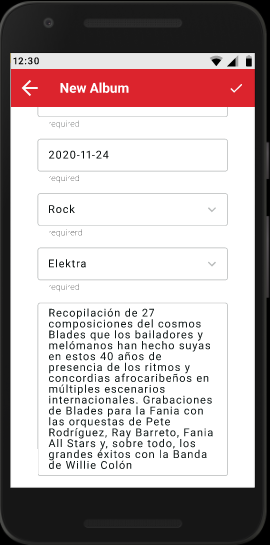 12:30
New Album
required
2020-11-24
required
Rock
requirerd
Elektra
required
Recopilación de 27
composiciones del cosmos
Blades que los bailadores y
melómanos han hecho suyas
en estos 40 años de
presencia de los ritmos y
concordias afrocaribeños en
múltiples escenarios
internacionales. Grabaciones
de Blades para la Fania con
las orquestas de Pete
Rodríguez, Ray Barreto, Fania
All Stars y, sobre todo, los
grandes éxitos con la Banda
de Willie Colón